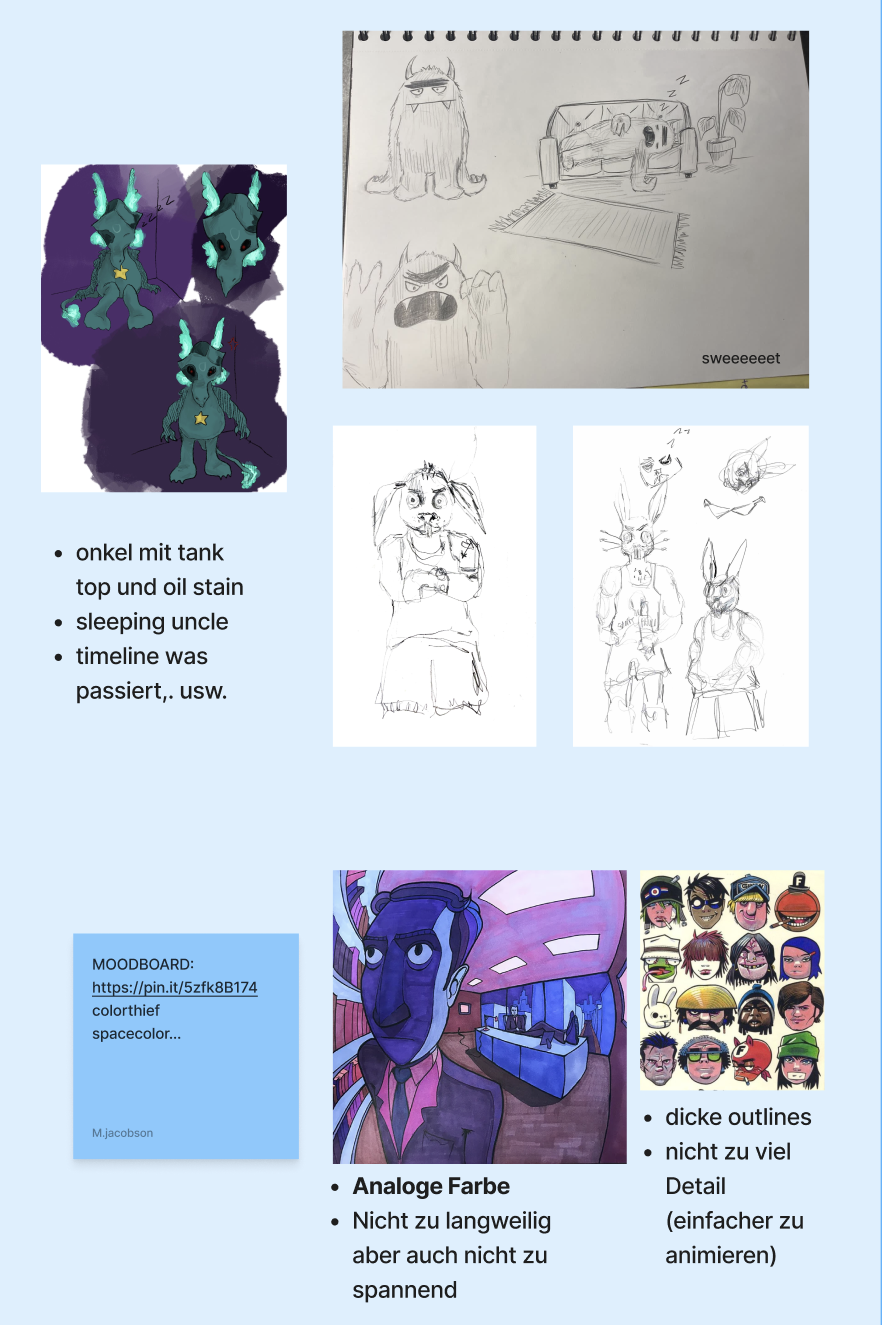 sweeeeeet
z z z z
• onkel mit tank
top und oil stain
• sleeping uncle
• timeline was
passiert,. usw.
MOODBOARD:
https://pin.it/5zfk8B174
colorthief
spacecolor...
M.jacobson
• Analoge Farbe
• Nicht zu langweilig
aber auch nicht zu
spannend
• dicke outlines
• nicht zu viel
Detail
(einfacher zu
animieren)